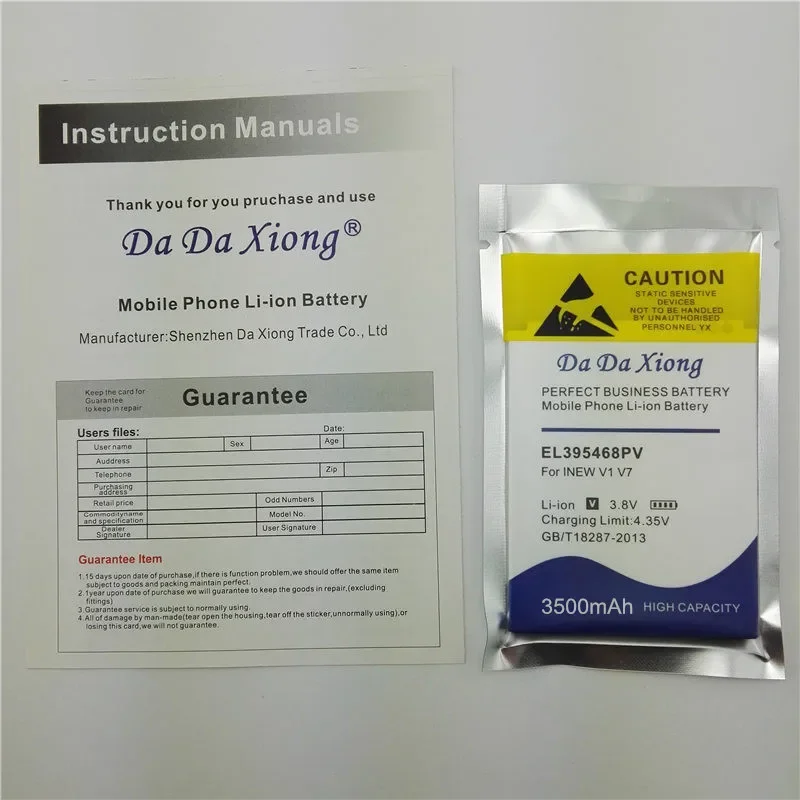 Instruction Manuals
Thank you for you pruchase and use
Da Da Xiong®
Mobile Phone Li-ion Battery
Manufacturer:Shenzhen Da Xiong Trade Co., Ltd
Keep the card for
Guarantee
to keep in repair
Guarantee
Users files:
Date:
User name
Sex
Age
Auddress
Telephone
Zip
Purchasing
address
Retail price
Odd Numbers
Commodityname
and specification
Model No.
Dealer
Signature
User Signature
Guarantee Item
1.15 days upon date of purchase,if there is function problem,we should offer the same item
subject to goods and packing maintain perfect.
2.1year upon date of purchase we will guarantee to keep the goods in repair,(excluding
fittings)
3.Guarantee service is subject to normally using.
4.All of damage by man-made(tear open the housing,tear off the sticker,unnormally using),or
losing this card,we will not guarantee.
CAUTION
STATIC SENSITIVE
DEVICES
NOT TO BE HANDLED
BY UNAUTHORISED
PERSONNEL YX
Da Da Xiong
PERFECT BUSINESS BATTERY
Mobile Phone Li-ion Battery
EL395468PV
For INEW V1 V7
Li-ion V 3.8V
Charging Limit:4.35V
GB/T18287-2013
3500mAh HIGH CAPACITY